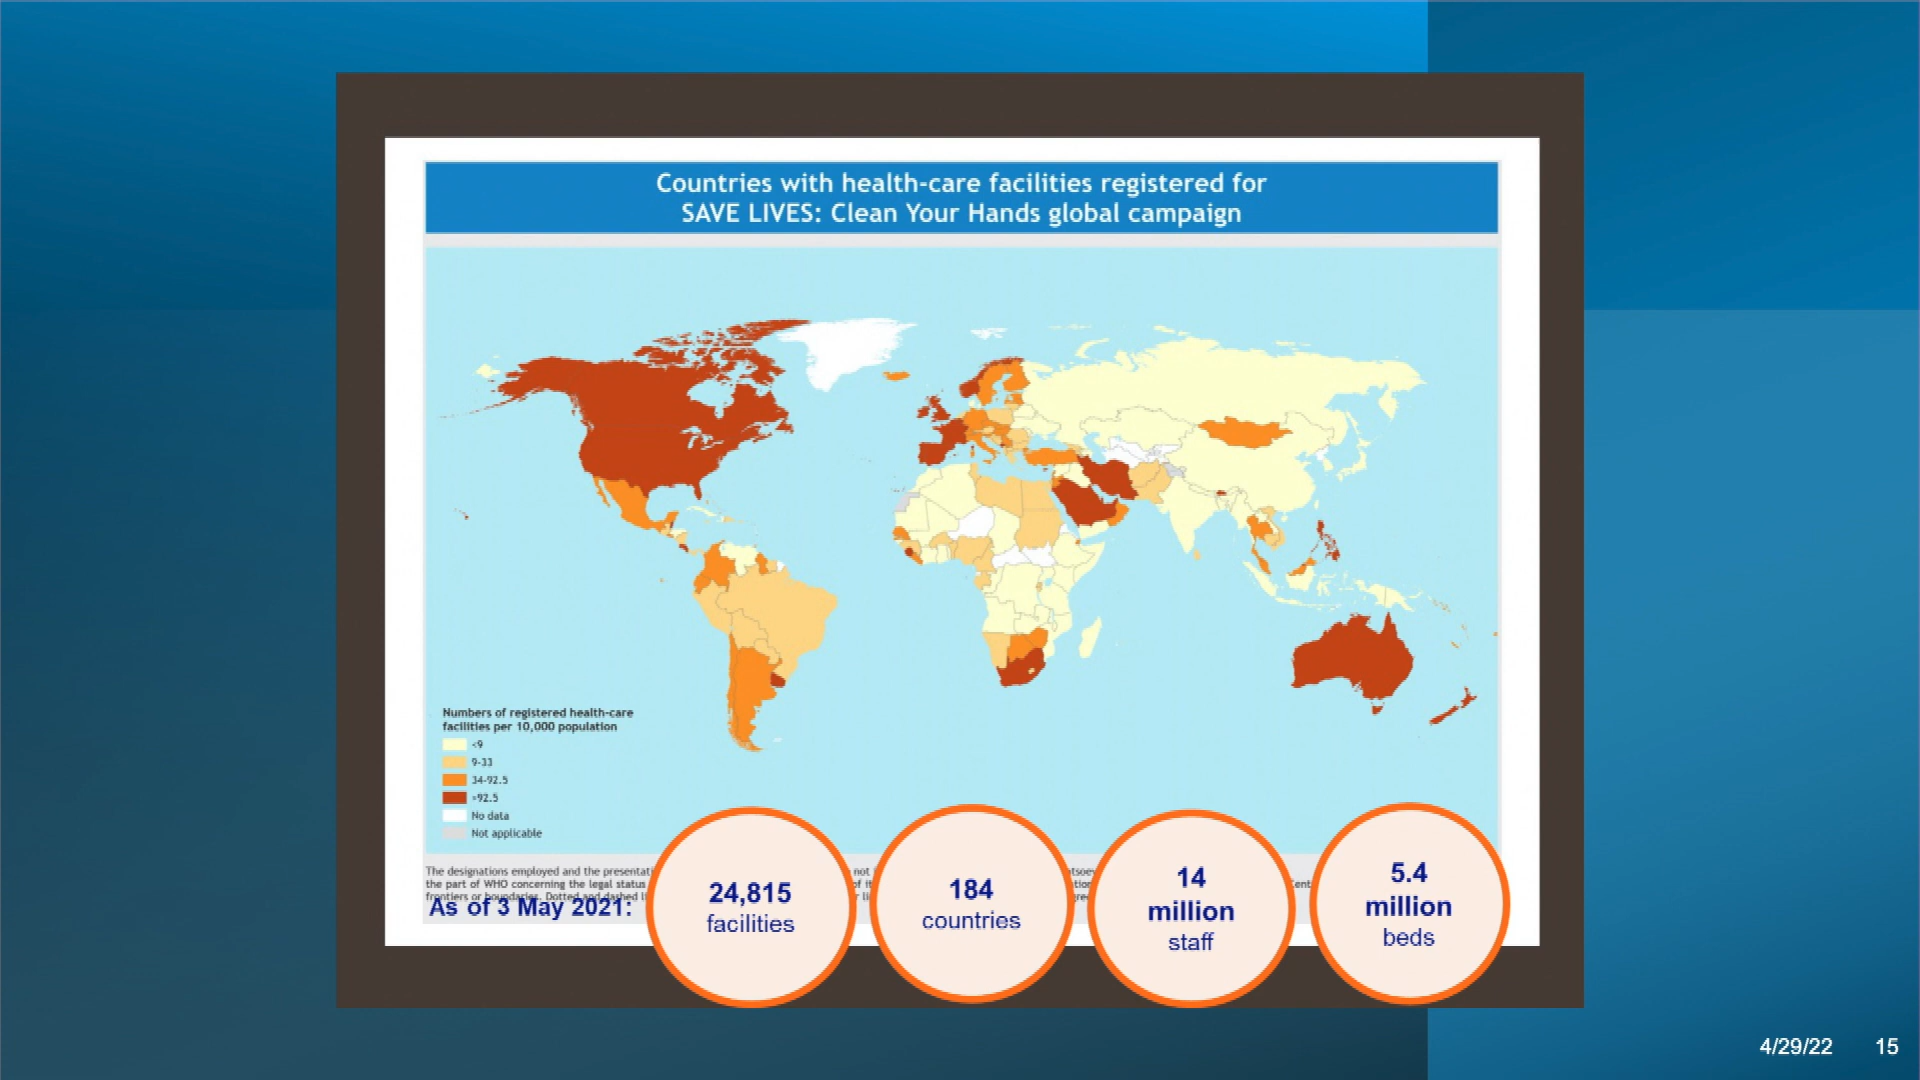 Countries with health-care facilities registered for
SAVE LIVES: Clean Your Hands global campaign
Numbers of registered health-care
facilities per 10,000 population
<9
9-33
34-92.5
>92.5
No data
Not applicable
The designations employed and the presentati
not
the part of WHO concerning the legal status
of
frontiers or boundaries. Dotted and dashed
As of 3 May 2021:
24,815
facilities
184
countries
14
million
staff
5.4
million
beds
4/29/22 15